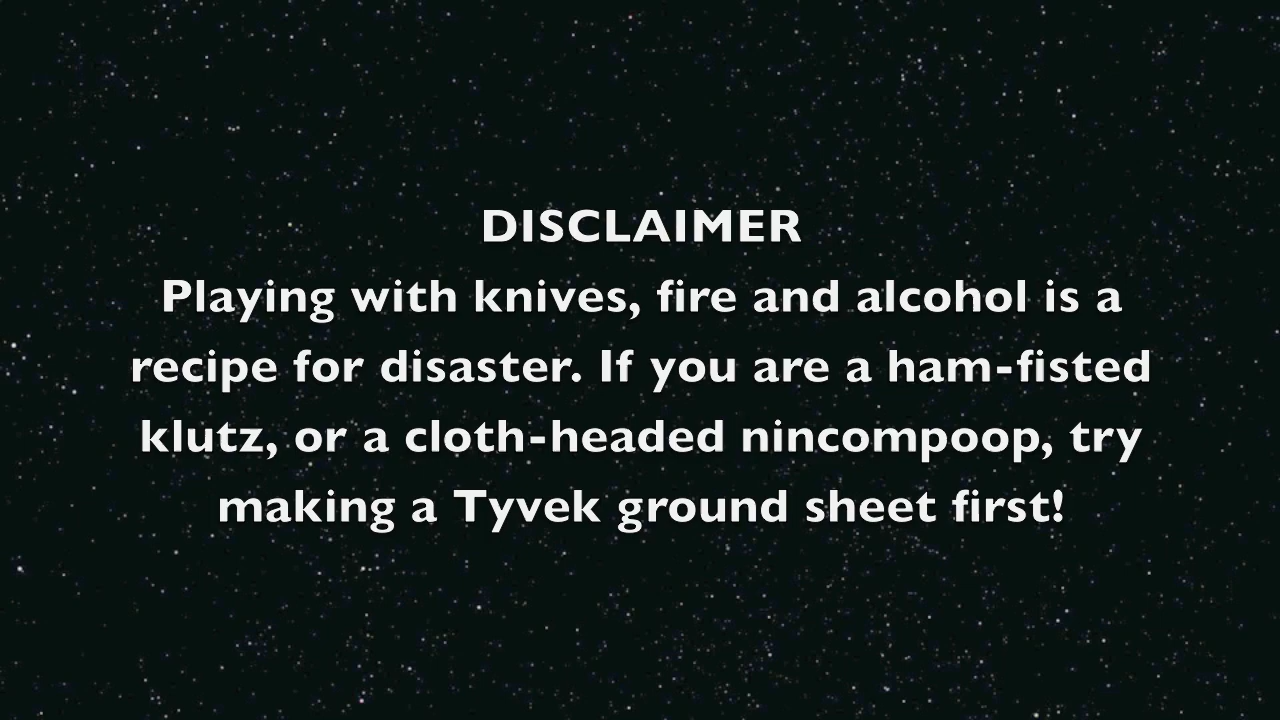 DISCLAIMER
Playing with knives, fire and alcohol is a
recipe for disaster. If you are a ham-fisted
klutz, or a cloth-headed nincompoop, try
making a Tyvek ground sheet first!